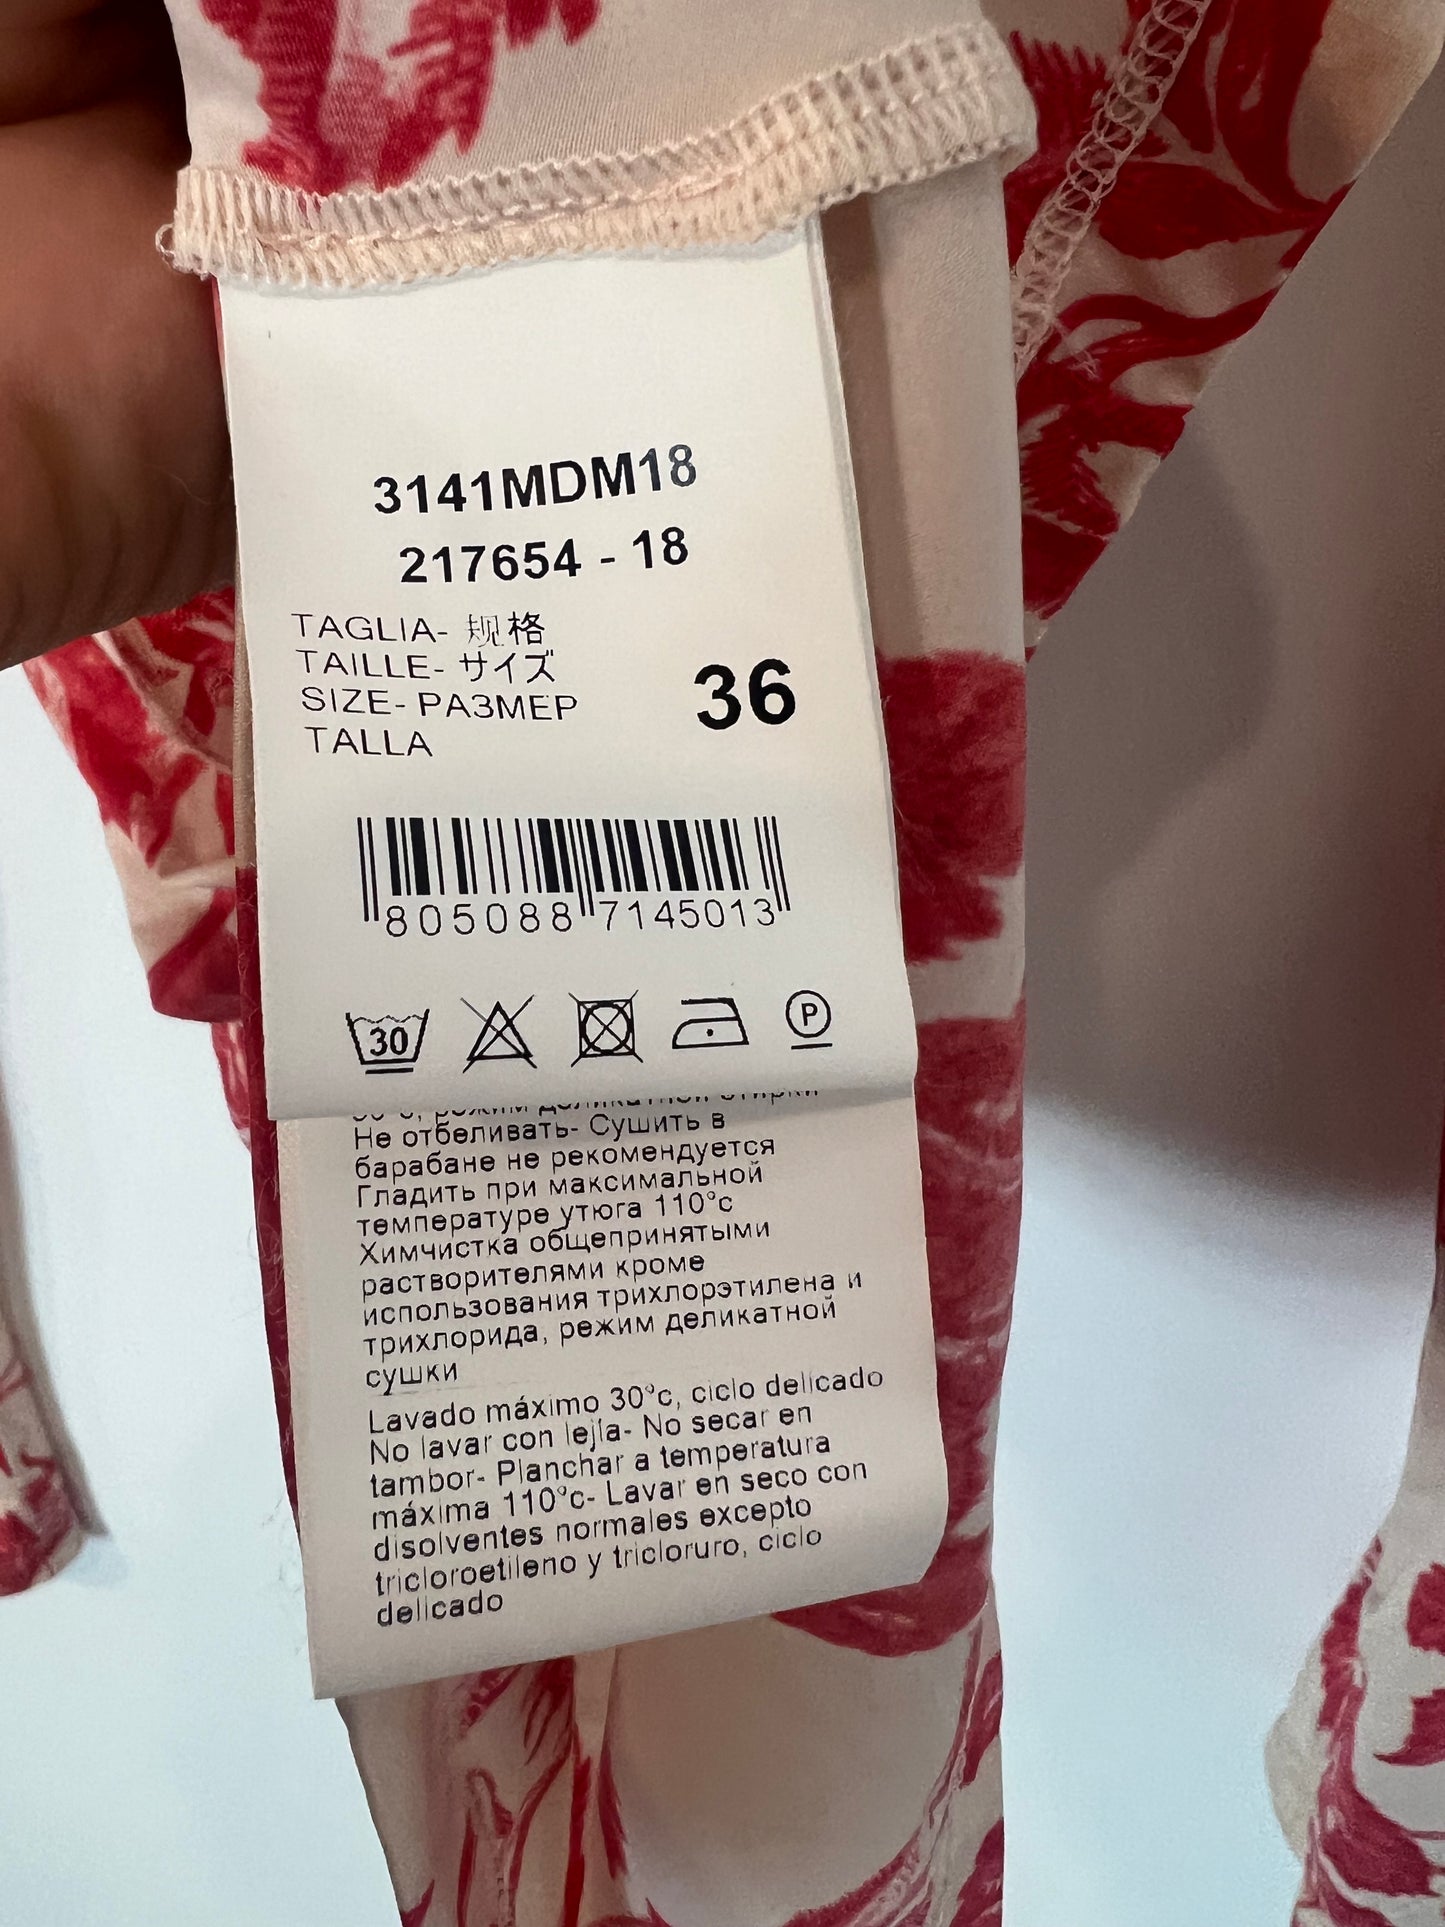 3141MDM18
217654 - 18
TAGLIA- 规格
TAILLE- サイズ
SIZE- РАЗМЕР
TALLA
36
805088 7145013
30
P
Не отбеливать- Сушить в
барабане не рекомендуется
Гладить при максимальной
температуре утюга 110°c
Химчистка общепринятыми
растворителями кроме
использования трихлорэтилена и
трихлорида, режим деликатной
сушки
Lavado máximo 30°c, ciclo delicado
No lavar con lejía- No secar en
tambor- Planchar a temperatura
máxima 110°c- Lavar en seco con
disolventes normales excepto
tricloroetileno y tricloruro, ciclo
delicado